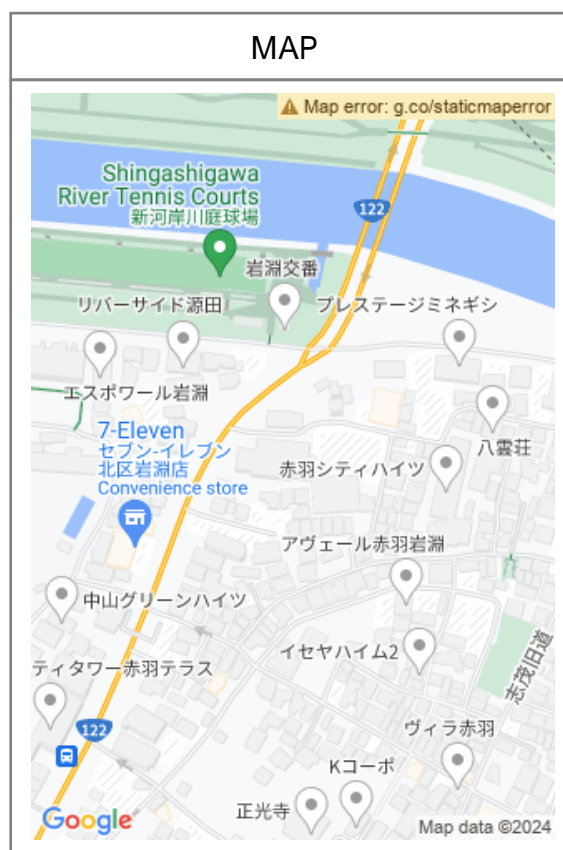 MAP
Map error: g.co/staticmaperror
Shingashigawa
River Tennis Courts
新河岸川庭球場
122
岩淵交番
リバーサイド源田
プレステージミネギシ
エスポワール岩淵
7-Eleven
セブン-イレブン
北区岩淵店
Convenience store
八雲荘
赤羽シティハイツ
アヴェール赤羽岩淵
中山グリーンハイツ
イセヤハイム2
ティタワー赤羽テラス
志茂旧道
122
ヴィラ赤羽
Kコーポ
正光寺
Google
Map data ©2024